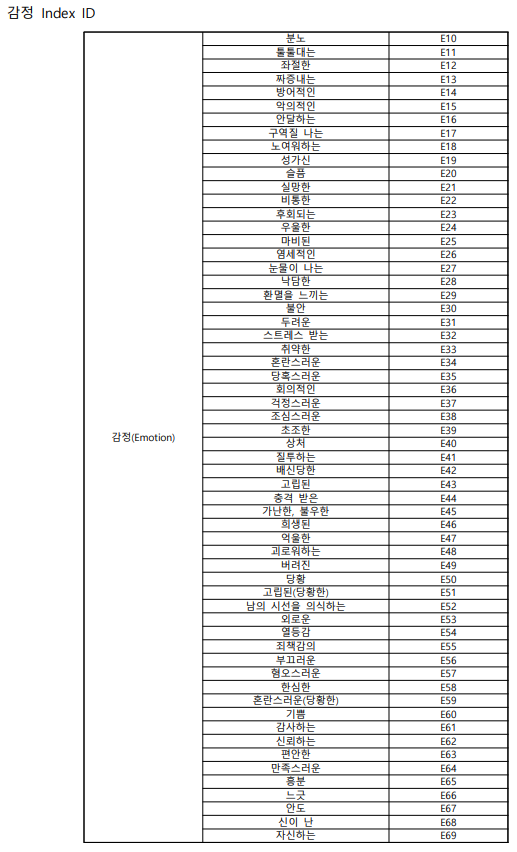 감정 Index ID
분노 E10
툴툴대는 E11
좌절한 E12
짜증내는 E13
방어적인 E14
악의적인 E15
안달하는 E16
구역질 나는 E17
노여워하는 E18
성가신 E19
슬픔 E20
실망한 E21
비통한 E22
후회되는 E23
우울한 E24
마비된 E25
염세적인 E26
눈물이 나는 E27
낙담한 E28
환멸을 느끼는 E29
불안 E30
두려운 E31
스트레스 받는 E32
취약한 E33
혼란스러운 E34
당혹스러운 E35
회의적인 E36
걱정스러운 E37
조심스러운 E38
초조한 E39
감정(Emotion)
상처 E40
질투하는 E41
배신당한 E42
고립된 E43
충격 받은 E44
가난한, 불우한 E45
희생된 E46
억울한 E47
괴로워하는 E48
버려진 E49
당황 E50
고립된(당황한) E51
남의 시선을 의식하는 E52
외로운 E53
열등감 E54
죄책감의 E55
부끄러운 E56
혐오스러운 E57
한심한 E58
혼란스러운(당황한) E59
기쁨 E60
감사하는 E61
신뢰하는 E62
편안한 E63
만족스러운 E64
흥분 E65
느긋 E66
안도 E67
신이 난 E68
자신하는 E69